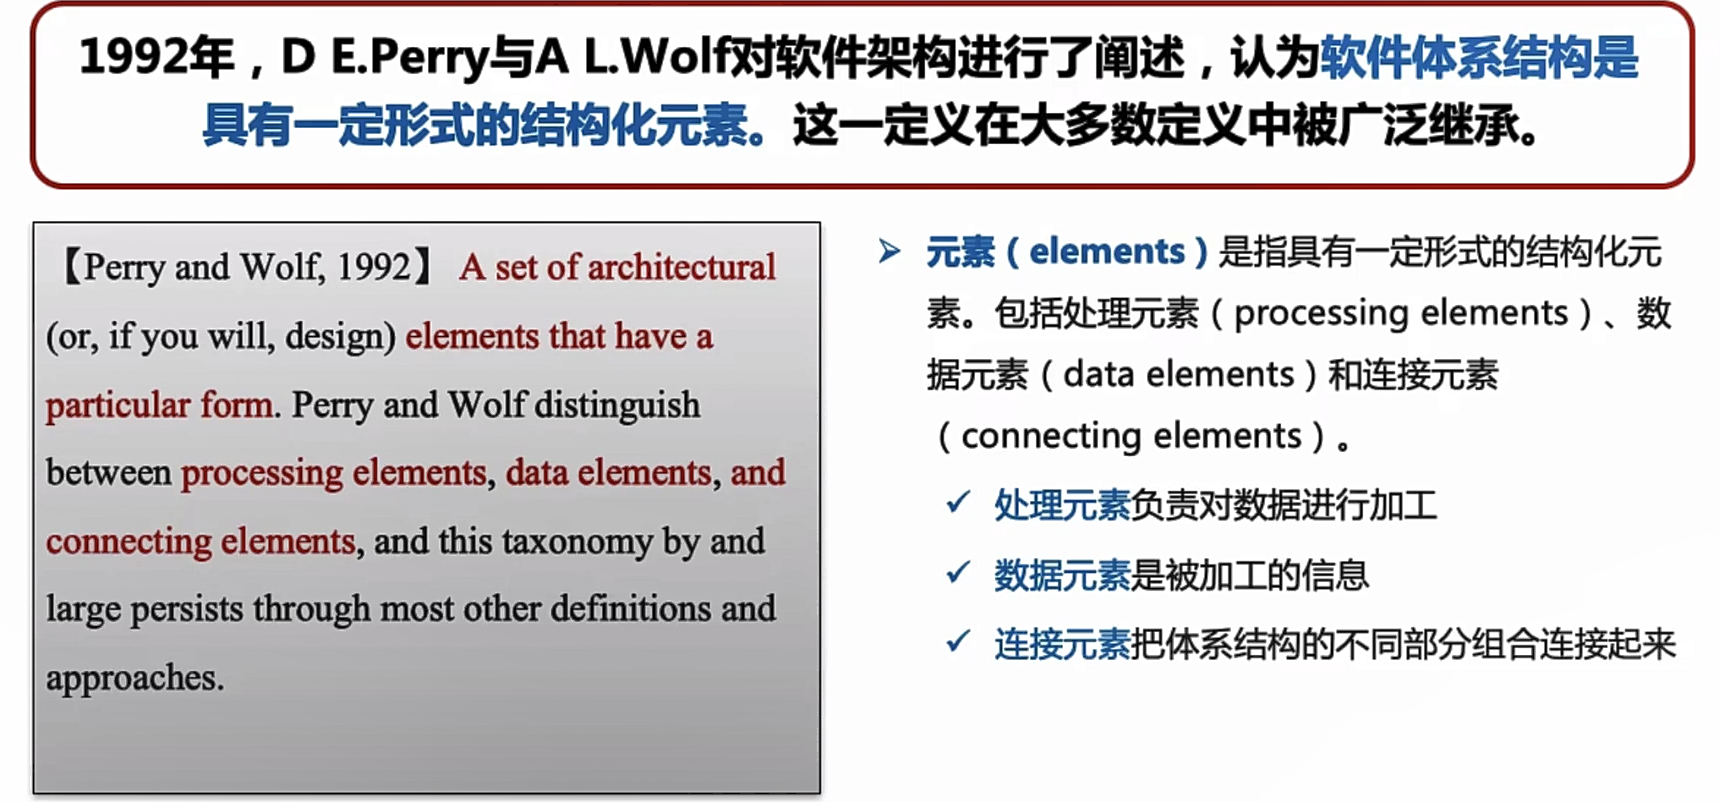 1992年，D E.Perry与A L.Wolf对软件架构进行了阐述，认为软件体系结构是
具有一定形式的结构化元素。这一定义在大多数定义中被广泛继承。
【Perry and Wolf, 1992】 A set of architectural
(or, if you will, design) elements that have a
particular form. Perry and Wolf distinguish
between processing elements, data elements, and
connecting elements, and this taxonomy by and
large persists through most other definitions and
approaches.
➢ 元素（elements）是指具有一定形式的结构化元
素。包括处理元素（processing elements）、数
据元素（data elements）和连接元素
（connecting elements）。
✓ 处理元素负责对数据进行加工
✓ 数据元素是被加工的信息
✓ 连接元素把体系结构的不同部分组合连接起来